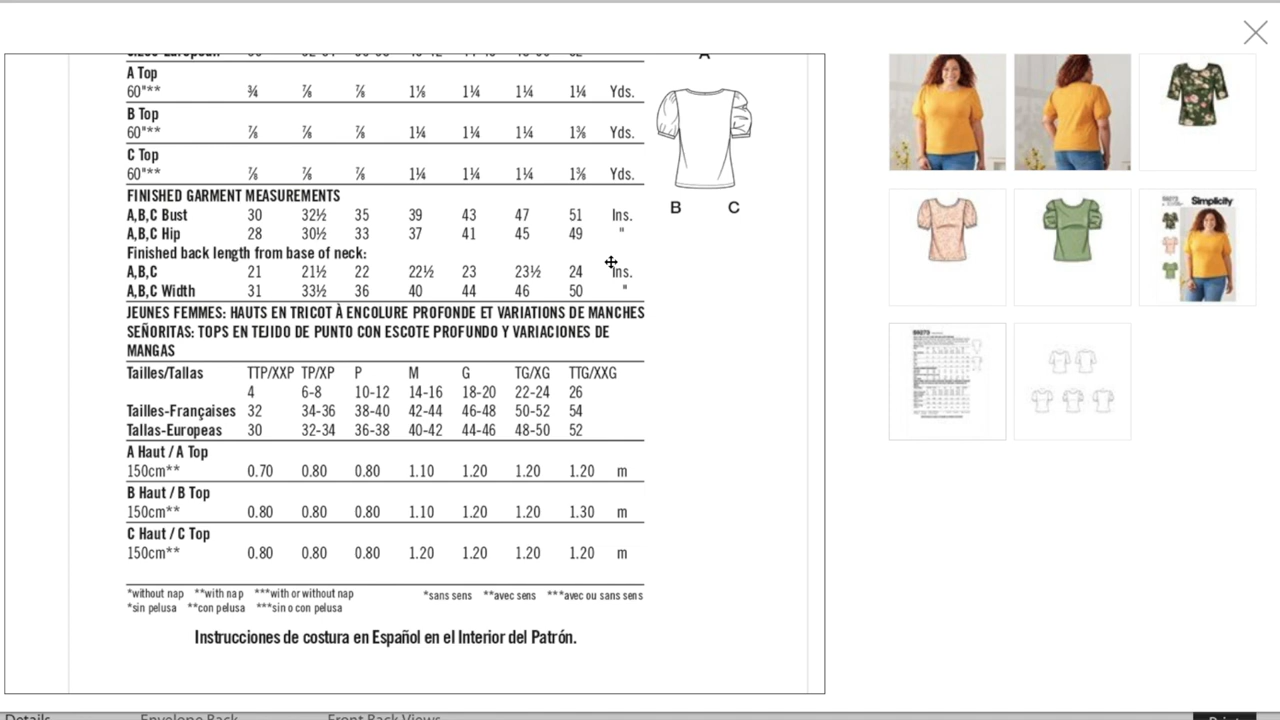 A
A Top
60"** ¾ ⅞ ⅞ 1⅛ 1¼ 1¼ 1¼ Yds.
B Top
60"** ⅞ ⅞ ⅞ 1¼ 1¼ 1¼ 1⅜ Yds.
C Top
60"** ⅞ ⅞ ⅞ 1¼ 1¼ 1¼ 1⅜ Yds.
B C
FINISHED GARMENT MEASUREMENTS
A,B,C Bust 30 32½ 35 39 43 47 51 Ins.
A,B,C Hip 28 30½ 33 37 41 45 49 "
Finished back length from base of neck:
A,B,C 21 21½ 22 22½ 23 23½ 24 Ins.
A,B,C Width 31 33½ 36 40 44 46 50 "
JEUNES FEMMES: HAUTS EN TRICOT À ENCOLURE PROFONDE ET VARIATIONS DE MANCHES
SEÑORITAS: TOPS EN TEJIDO DE PUNTO CON ESCOTE PROFUNDO Y VARIACIONES DE
MANGAS
Tailles/Tallas TTP/XXP TP/XP P M G TG/XG TTG/XXG
4 6-8 10-12 14-16 18-20 22-24 26
Tailles-Françaises 32 34-36 38-40 42-44 46-48 50-52 54
Tallas-Europeas 30 32-34 36-38 40-42 44-46 48-50 52
A Haut / A Top
150cm** 0.70 0.80 0.80 1.10 1.20 1.20 1.20 m
B Haut / B Top
150cm** 0.80 0.80 0.80 1.10 1.20 1.20 1.30 m
C Haut / C Top
150cm** 0.80 0.80 0.80 1.20 1.20 1.20 1.20 m
*without nap **with nap ***with or without nap *sans sens **avec sens ***avec ou sans sens
*sin pelusa **con pelusa ***sin o con pelusa
Instrucciones de costura en Español en el Interior del Patrón.
Simplicity
Details Envelope Back Front Back Views